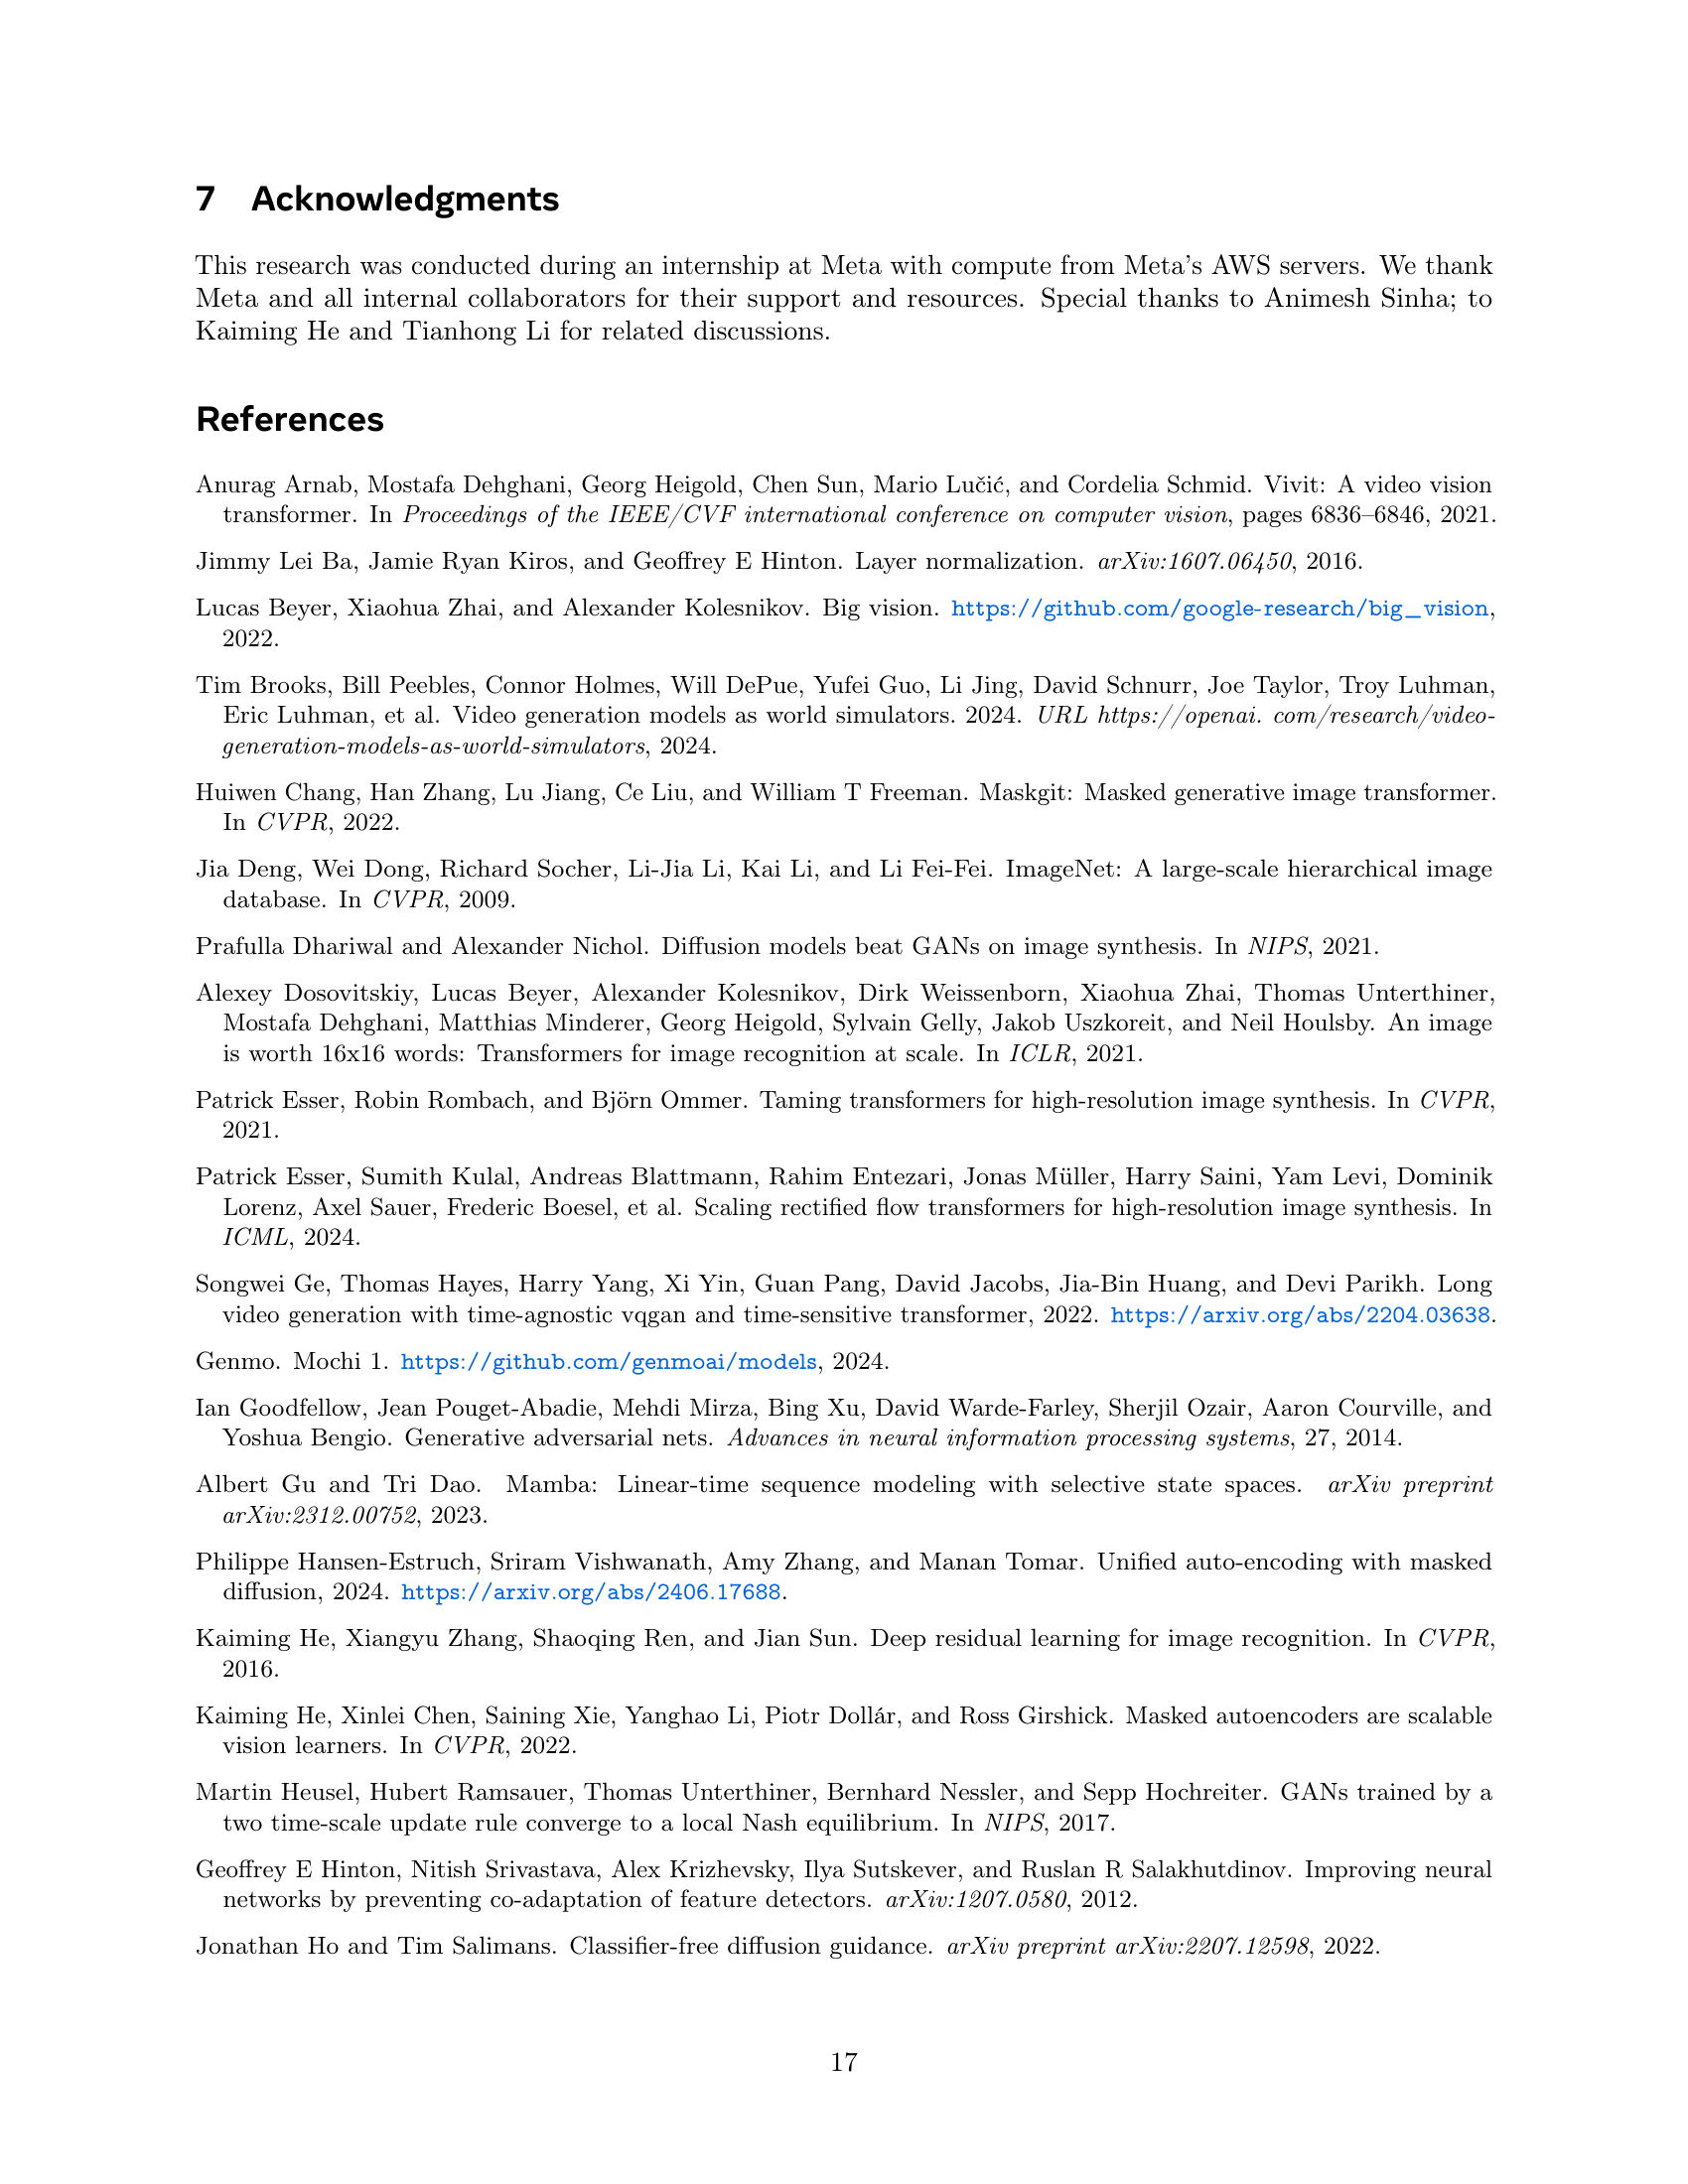 7 Acknowledgments
This research was conducted during an internship at Meta with compute from Meta's AWS servers. We thank
Meta and all internal collaborators for their support and resources. Special thanks to Animesh Sinha; to
Kaiming He and Tianhong Li for related discussions.
References
Anurag Arnab, Mostafa Dehghani, Georg Heigold, Chen Sun, Mario Lučić, and Cordelia Schmid. Vivit: A video vision
transformer. In Proceedings of the IEEE/CVF international conference on computer vision, pages 6836–6846, 2021.
Jimmy Lei Ba, Jamie Ryan Kiros, and Geoffrey E Hinton. Layer normalization. arXiv:1607.06450, 2016.
Lucas Beyer, Xiaohua Zhai, and Alexander Kolesnikov. Big vision. https://github.com/google-research/big_vision,
2022.
Tim Brooks, Bill Peebles, Connor Holmes, Will DePue, Yufei Guo, Li Jing, David Schnurr, Joe Taylor, Troy Luhman,
Eric Luhman, et al. Video generation models as world simulators. 2024. URL https://openai. com/research/video-
generation-models-as-world-simulators, 2024.
Huiwen Chang, Han Zhang, Lu Jiang, Ce Liu, and William T Freeman. Maskgit: Masked generative image transformer.
In CVPR, 2022.
Jia Deng, Wei Dong, Richard Socher, Li-Jia Li, Kai Li, and Li Fei-Fei. ImageNet: A large-scale hierarchical image
database. In CVPR, 2009.
Prafulla Dhariwal and Alexander Nichol. Diffusion models beat GANs on image synthesis. In NIPS, 2021.
Alexey Dosovitskiy, Lucas Beyer, Alexander Kolesnikov, Dirk Weissenborn, Xiaohua Zhai, Thomas Unterthiner,
Mostafa Dehghani, Matthias Minderer, Georg Heigold, Sylvain Gelly, Jakob Uszkoreit, and Neil Houlsby. An image
is worth 16x16 words: Transformers for image recognition at scale. In ICLR, 2021.
Patrick Esser, Robin Rombach, and Björn Ommer. Taming transformers for high-resolution image synthesis. In CVPR,
2021.
Patrick Esser, Sumith Kulal, Andreas Blattmann, Rahim Entezari, Jonas Müller, Harry Saini, Yam Levi, Dominik
Lorenz, Axel Sauer, Frederic Boesel, et al. Scaling rectified flow transformers for high-resolution image synthesis. In
ICML, 2024.
Songwei Ge, Thomas Hayes, Harry Yang, Xi Yin, Guan Pang, David Jacobs, Jia-Bin Huang, and Devi Parikh. Long
video generation with time-agnostic vqgan and time-sensitive transformer, 2022. https://arxiv.org/abs/2204.03638.
Genmo. Mochi 1. https://github.com/genmoai/models, 2024.
Ian Goodfellow, Jean Pouget-Abadie, Mehdi Mirza, Bing Xu, David Warde-Farley, Sherjil Ozair, Aaron Courville, and
Yoshua Bengio. Generative adversarial nets. Advances in neural information processing systems, 27, 2014.
Albert Gu and Tri Dao. Mamba: Linear-time sequence modeling with selective state spaces. arXiv preprint
arXiv:2312.00752, 2023.
Philippe Hansen-Estruch, Sriram Vishwanath, Amy Zhang, and Manan Tomar. Unified auto-encoding with masked
diffusion, 2024. https://arxiv.org/abs/2406.17688.
Kaiming He, Xiangyu Zhang, Shaoqing Ren, and Jian Sun. Deep residual learning for image recognition. In CVPR,
2016.
Kaiming He, Xinlei Chen, Saining Xie, Yanghao Li, Piotr Dollár, and Ross Girshick. Masked autoencoders are scalable
vision learners. In CVPR, 2022.
Martin Heusel, Hubert Ramsauer, Thomas Unterthiner, Bernhard Nessler, and Sepp Hochreiter. GANs trained by a
two time-scale update rule converge to a local Nash equilibrium. In NIPS, 2017.
Geoffrey E Hinton, Nitish Srivastava, Alex Krizhevsky, Ilya Sutskever, and Ruslan R Salakhutdinov. Improving neural
networks by preventing co-adaptation of feature detectors. arXiv:1207.0580, 2012.
Jonathan Ho and Tim Salimans. Classifier-free diffusion guidance. arXiv preprint arXiv:2207.12598, 2022.
17